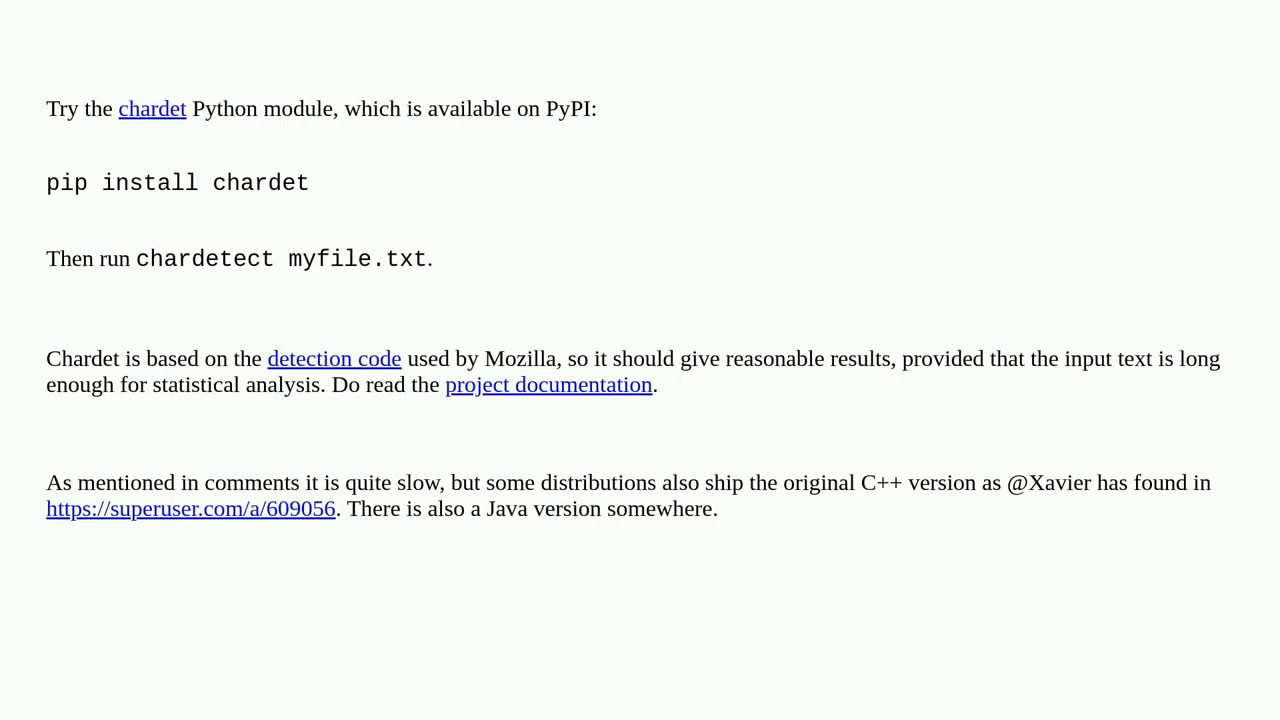 Try the chardet Python module, which is available on PyPI:
pip install chardet
Then run chardetect myfile.txt.
Chardet is based on the detection code used by Mozilla, so it should give reasonable results, provided that the input text is long
enough for statistical analysis. Do read the project documentation.
As mentioned in comments it is quite slow, but some distributions also ship the original C++ version as @Xavier has found in
https://superuser.com/a/609056. There is also a Java version somewhere.